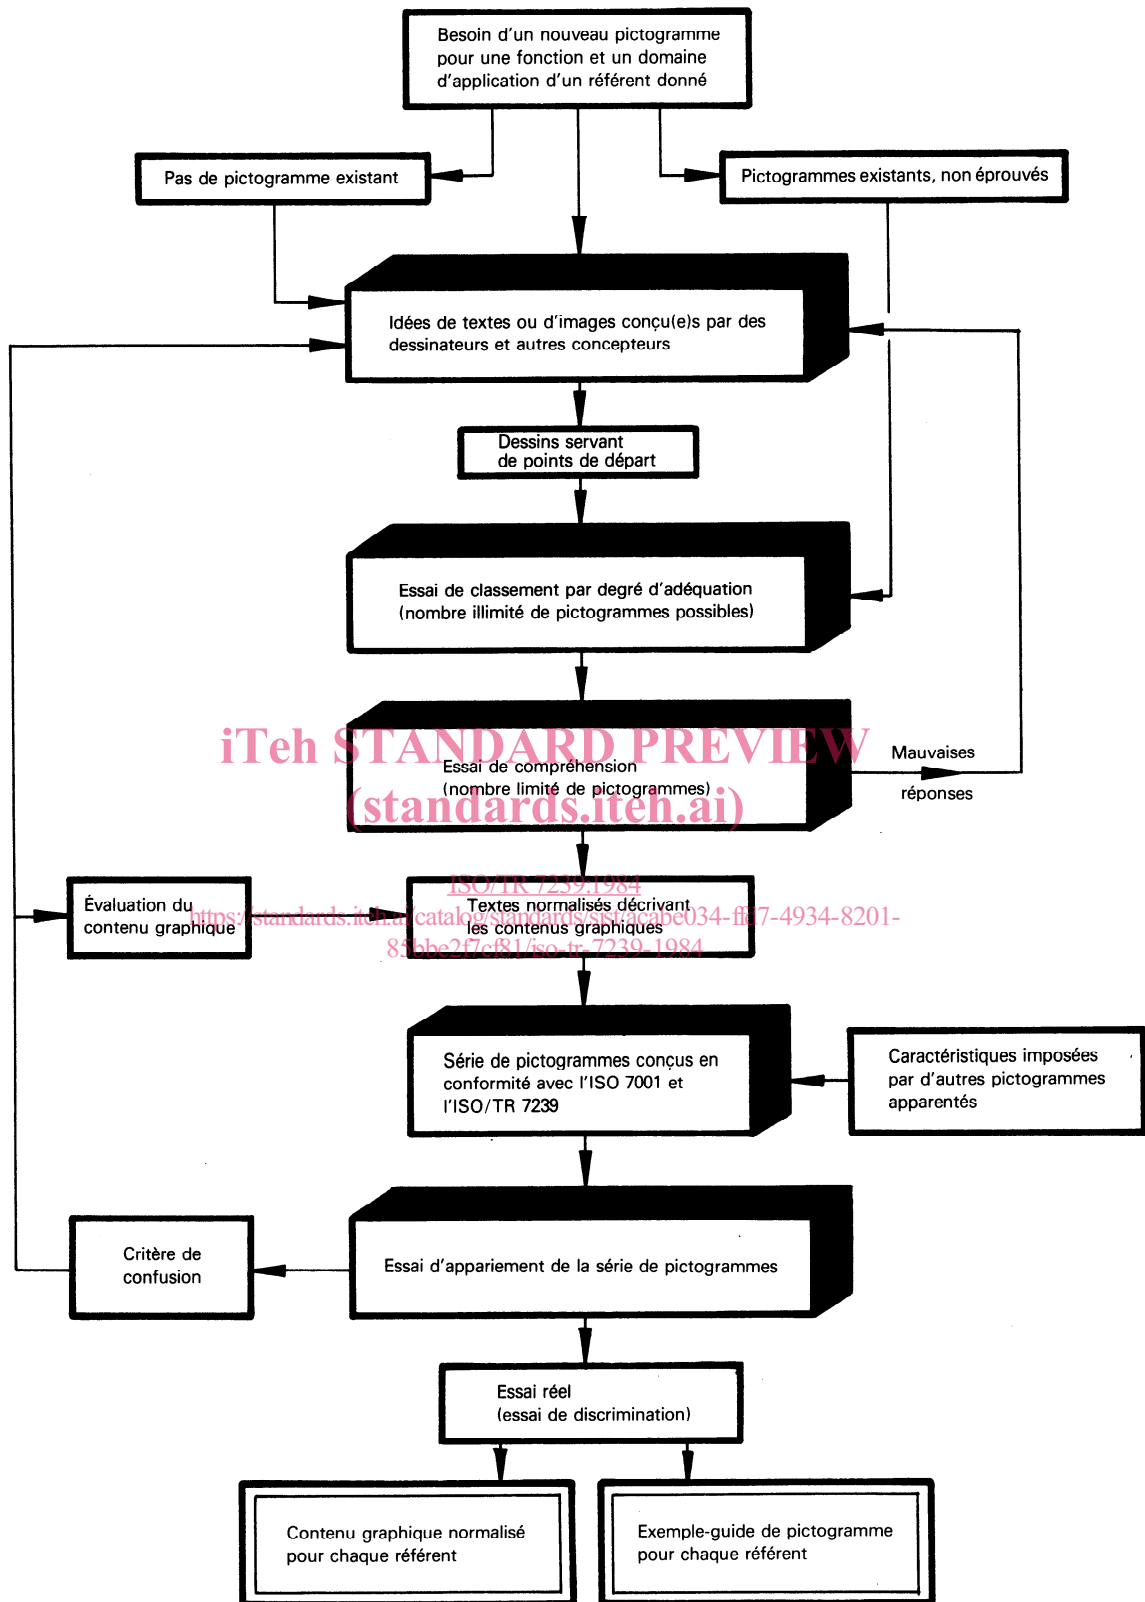 Besoin d'un nouveau pictogramme
pour une fonction et un domaine
d'application d'un référent donné
Pas de pictogramme existant
Pictogrammes existants, non éprouvés
Idées de textes ou d'images conçu(e)s par des
dessinateurs et autres concepteurs
Dessins servant
de points de départ
Essai de classement par degré d'adéquation
(nombre illimité de pictogrammes possibles)
iTeh STANDARD PREVIEW
(standards.iteh.ai)
Essai de compréhension
(nombre limité de pictogrammes)
Mauvaises
réponses
ISO/TR 7239:1984
https://standards.iteh.ai/catalog/standards/sist/acabe034-ffd7-4934-8201-
85bbe2f7cf81/iso-tr-7239-1984
Évaluation du
contenu graphique
Textes normalisés décrivant
les contenus graphiques
Série de pictogrammes conçus en
conformité avec l'ISO 7001 et
l'ISO/TR 7239
Caractéristiques imposées
par d'autres pictogrammes
apparentés
Critère de
confusion
Essai d'appariement de la série de pictogrammes
Essai réel
(essai de discrimination)
Contenu graphique normalisé
pour chaque référent
Exemple-guide de pictogramme
pour chaque référent